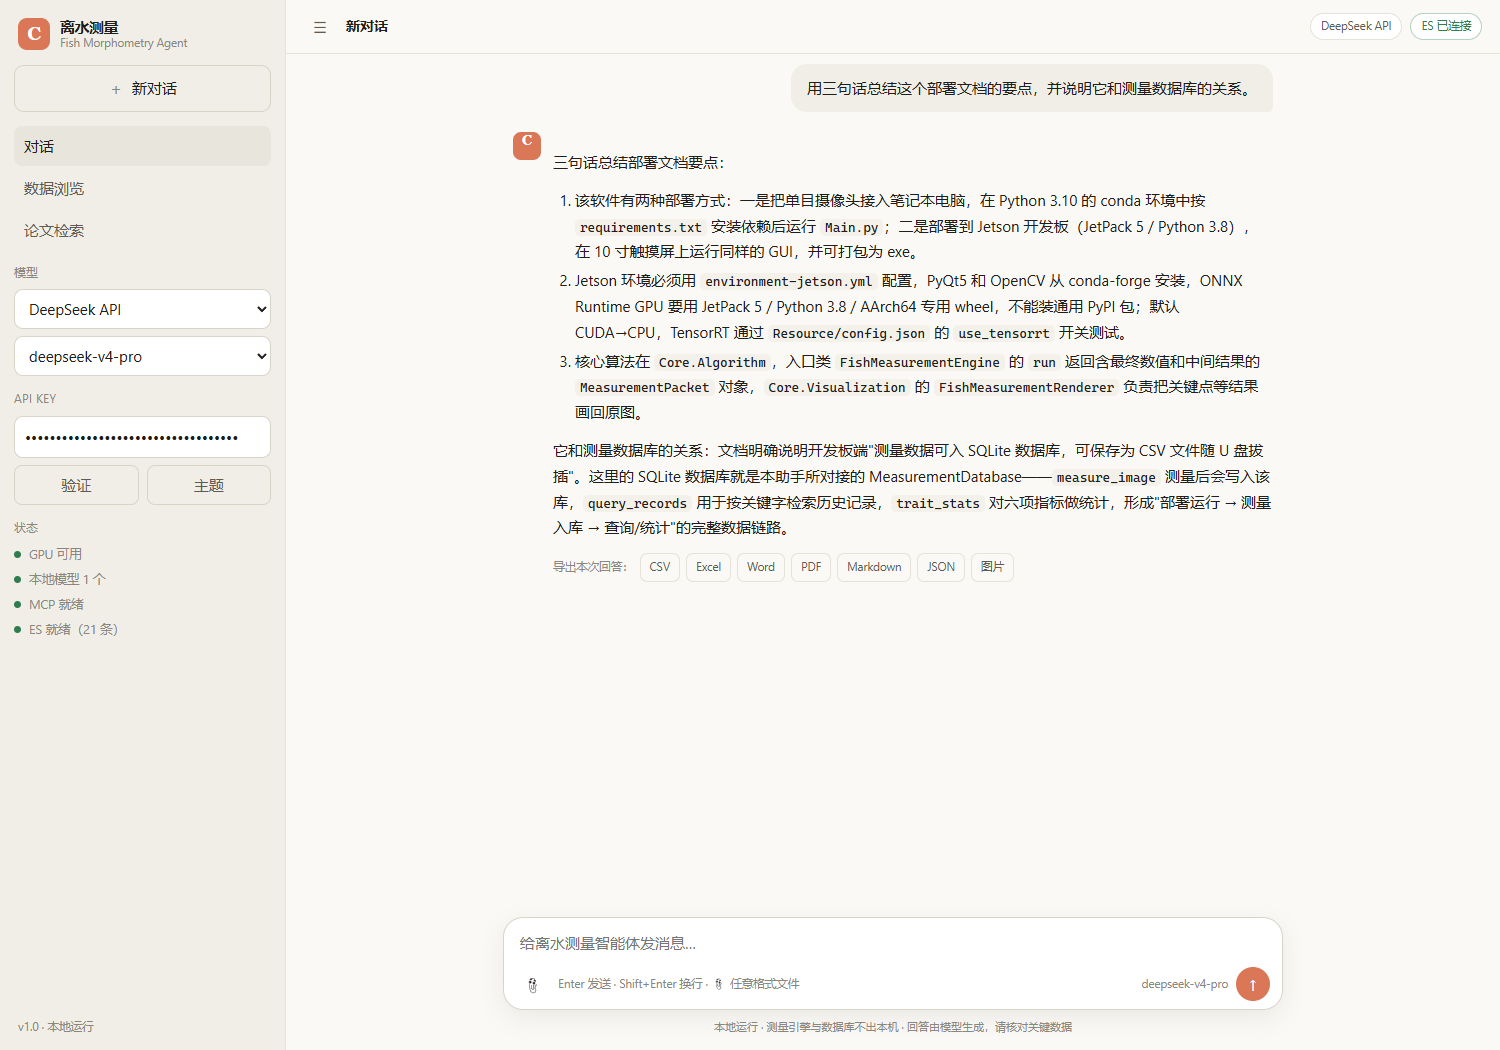 C 离水测量
Fish Morphometry Agent
+ 新对话
对话
数据浏览
论文检索
模型
DeepSeek API
deepseek-v4-pro
API KEY
•••••••••••••••••••••••••••••••••••
验证 主题
状态
GPU 可用
本地模型 1 个
MCP 就绪
ES 就绪（21 条）
v1.0 · 本地运行
☰ 新对话
DeepSeek API ES 已连接
用三句话总结这个部署文档的要点，并说明它和测量数据库的关系。
C
三句话总结部署文档要点：
1. 该软件有两种部署方式：一是把单目摄像头接入笔记本电脑，在 Python 3.10 的 conda 环境中按
requirements.txt 安装依赖后运行 Main.py；二是部署到 Jetson 开发板（JetPack 5 / Python 3.8），
在 10 寸触摸屏上运行同样的 GUI，并可打包为 exe。
2. Jetson 环境必须用 environment-jetson.yml 配置，PyQt5 和 OpenCV 从 conda-forge 安装，ONNX
Runtime GPU 要用 JetPack 5 / Python 3.8 / AArch64 专用 wheel，不能装通用 PyPI 包；默认
CUDA→CPU，TensorRT 通过 Resource/config.json 的 use_tensorrt 开关测试。
3. 核心算法在 Core.Algorithm，入口类 FishMeasurementEngine 的 run 返回含最终数值和中间结果的
MeasurementPacket 对象，Core.Visualization 的 FishMeasurementRenderer 负责把关键点等结果
画回原图。
它和测量数据库的关系：文档明确说明开发板端"测量数据可入 SQLite 数据库，可保存为 CSV 文件随 U 盘拔
插"。这里的 SQLite 数据库就是本助手所对接的 MeasurementDatabase——measure_image 测量后会写入该
库，query_records 用于按关键字检索历史记录，trait_stats 对六项指标做统计，形成"部署运行 → 测量
入库 → 查询/统计"的完整数据链路。
导出本次回答： CSV Excel Word PDF Markdown JSON 图片
给离水测量智能体发消息...
Enter 发送 · Shift+Enter 换行 · 任意格式文件
deepseek-v4-pro ↑
本地运行 · 测量引擎与数据库不出本机 · 回答由模型生成，请核对关键数据